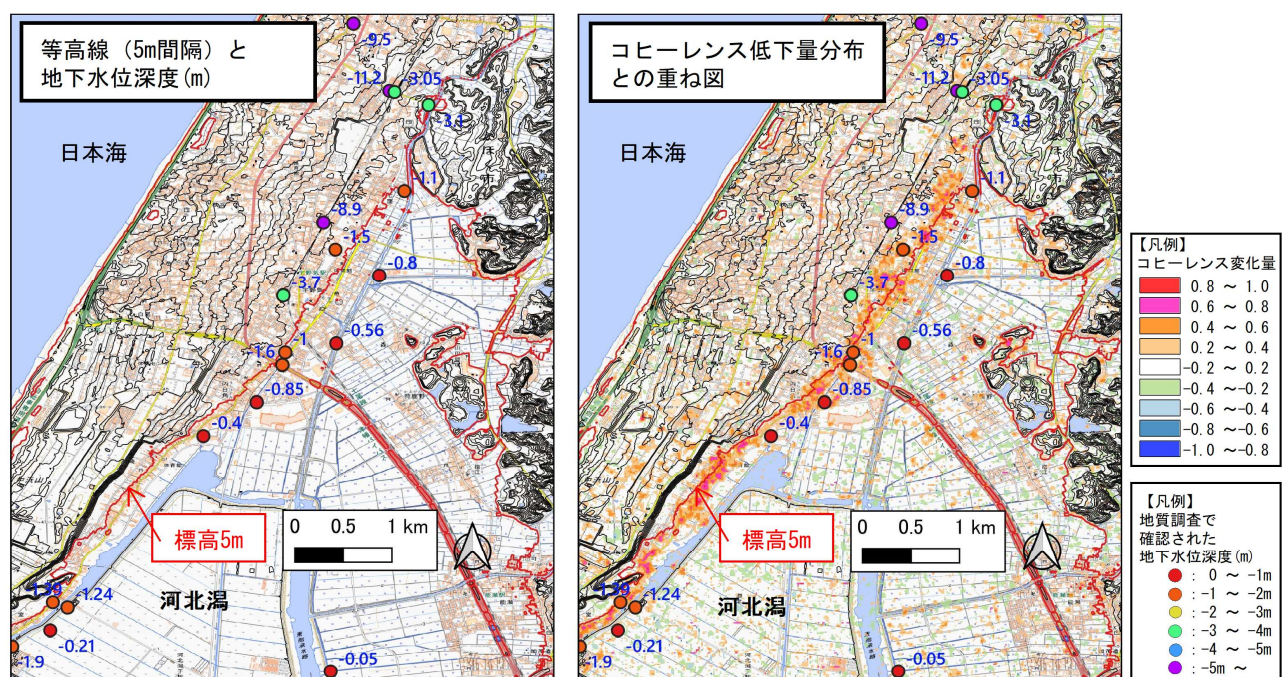 等高線（5m間隔）と
地下水位深度(m)
-9.5
-11.2
-3.05
-3.1
日本海
-1.1
-8.9
-1.5
-0.8
-3.7
-0.56
-1
-1.6
-0.85
-0.4
0 0.5 1 km
標高5m
河北潟
-1.24
-0.21
-1.9
-0.05
コヒーレンス低下量分布
との重ね図
-9.5
-11.2
-3.05
-3.1
日本海
-1.1
-8.9
-1.5
-0.8
-3.7
-0.56
-1
-1.6
-0.85
-0.4
0 0.5 1 km
標高5m
河北潟
-1.24
-0.21
-1.9
-0.05
【凡例】
コヒーレンス変化量
0.8 ～ 1.0
0.6 ～ 0.8
0.4 ～ 0.6
0.2 ～ 0.4
-0.2 ～ 0.2
-0.4 ～-0.2
-0.6 ～-0.4
-0.8 ～-0.6
-1.0 ～-0.8
【凡例】
地質調査で
確認された
地下水位深度(m)
: 0 ～ -1m
: -1 ～ -2m
: -2 ～ -3m
: -3 ～ -4m
: -4 ～ -5m
: -5m ～